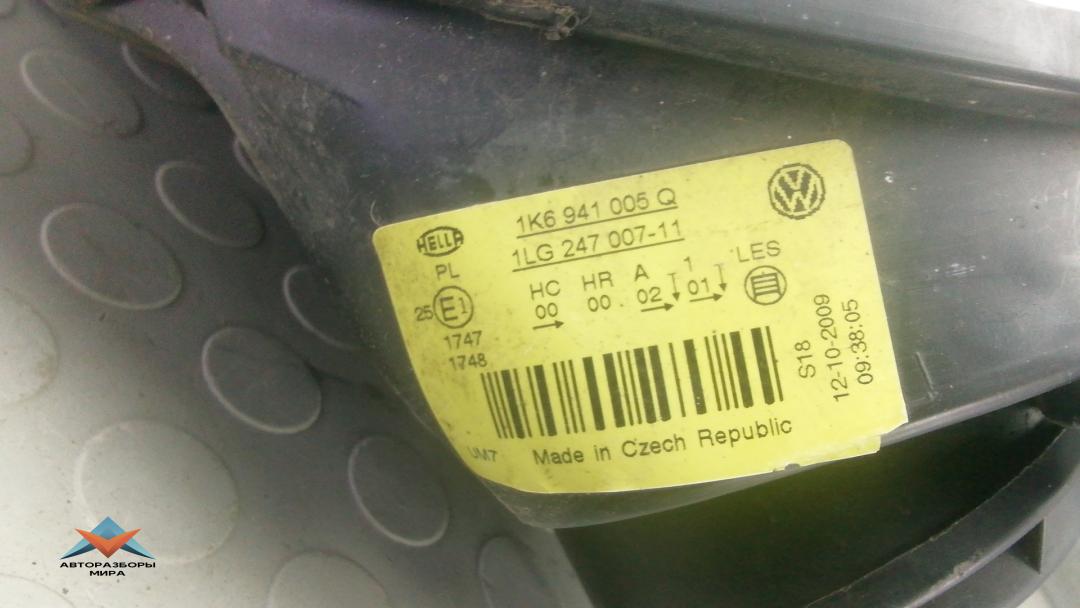 HELLA
1K6 941 005 Q
1LG 247 007-11
PL
25 E1
1747
1748
HC HR A 1 LES
00 00 . 02 01
S18
12-10-2009
09:38:05
UM7
Made in Czech Republic
АВТОРАЗБОРЫ
МИРА